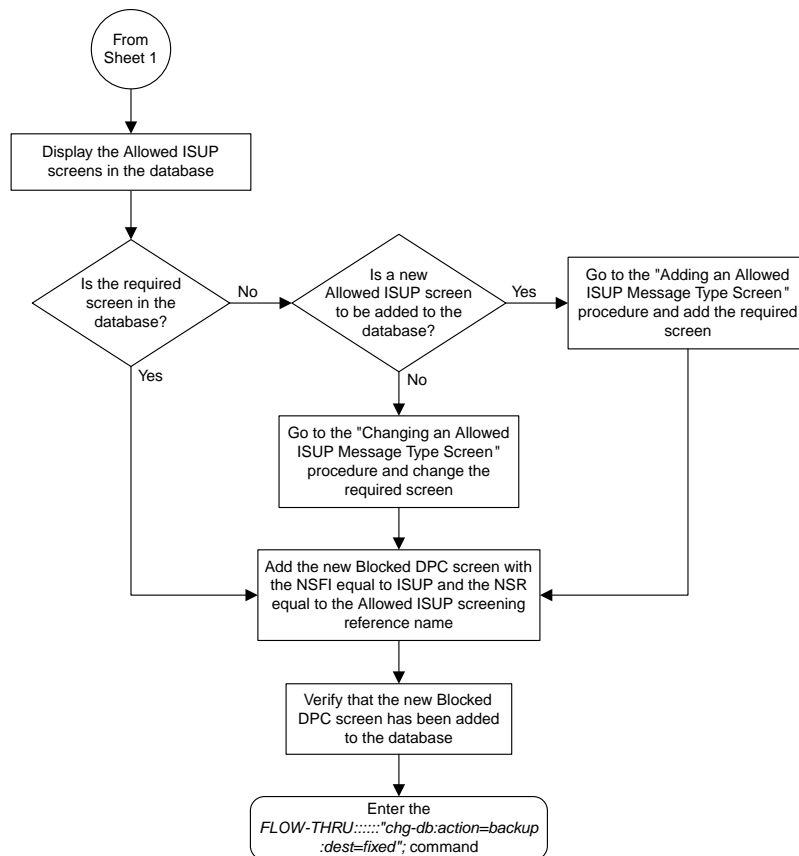 From
Sheet 1
Display the Allowed ISUP
screens in the database
Is the required
screen in the
database?
No
Yes
Is a new
Allowed ISUP screen
to be added to the
database?
Yes
No
Go to the "Adding an Allowed
ISUP Message Type Screen"
procedure and add the required
screen
Go to the "Changing an Allowed
ISUP Message Type Screen"
procedure and change the
required screen
Add the new Blocked DPC screen with
the NSFI equal to ISUP and the NSR
equal to the Allowed ISUP screening
reference name
Verify that the new Blocked
DPC screen has been added
to the database
Enter the
FLOW-THRU::::::"chg-db:action=backup
:dest=fixed"; command